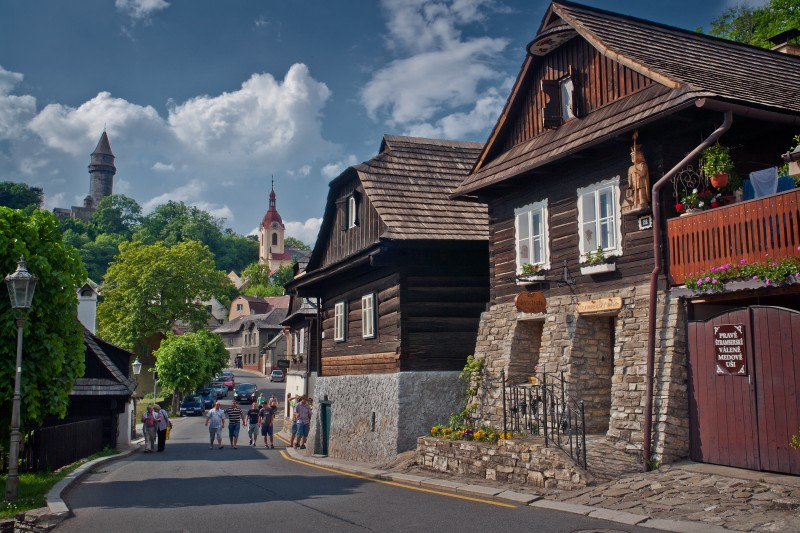 PRAVÉ
ŠTRAMBERSKÉ
VÁLENÉ
MEDOVÉ
UŠI